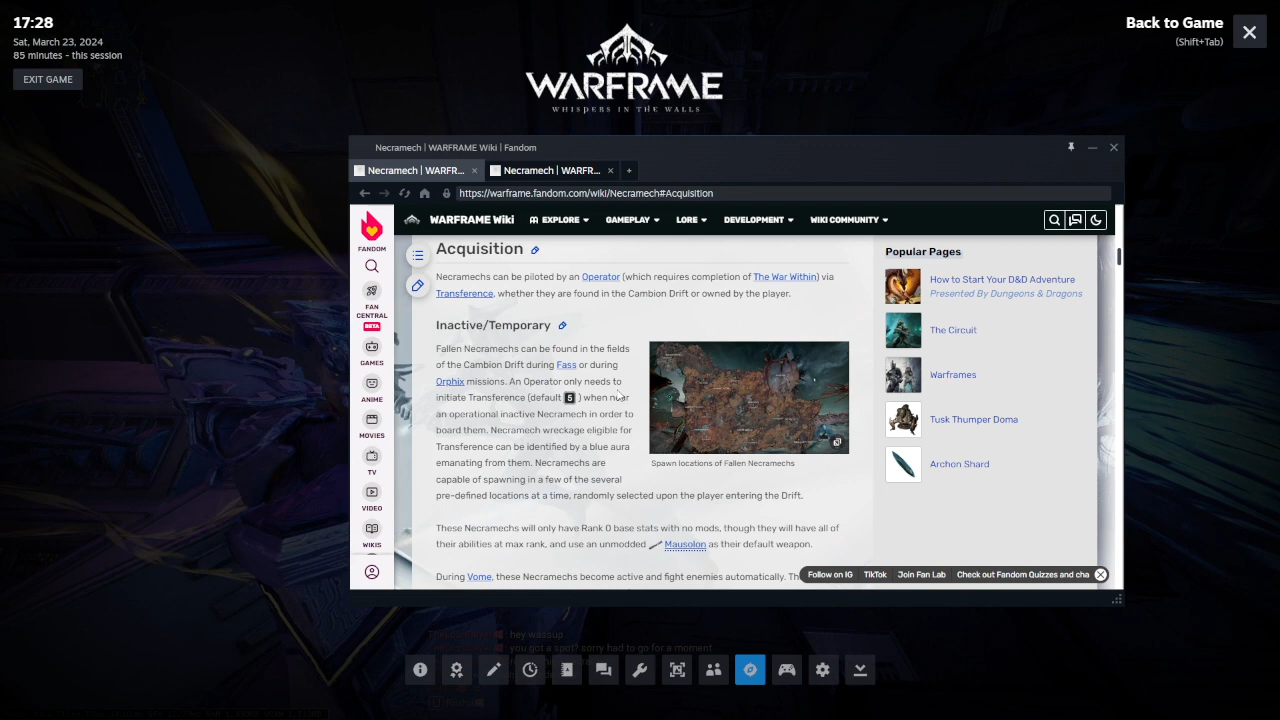 17:28
Sat, March 23, 2024
85 minutes - this session
EXIT GAME
WARFRAME
WHISPERS IN THE WALLS
Back to Game
(Shift+Tab)
Necramech | WARFRAME Wiki | Fandom
Necramech | WARFR...
Necramech | WARFR...
https://warframe.fandom.com/wiki/Necramech#Acquisition
WARFRAME Wiki
EXPLORE
GAMEPLAY
LORE
DEVELOPMENT
WIKI COMMUNITY
FANDOM
FAN
CENTRAL
BETA
GAMES
ANIME
MOVIES
TV
VIDEO
WIKIS
Acquisition
Necramechs can be piloted by an Operator (which requires completion of The War Within) via
Transference, whether they are found in the Cambion Drift or owned by the player.
Inactive/Temporary
Fallen Necramechs can be found in the fields
of the Cambion Drift during Fass or during
Orphix missions. An Operator only needs to
initiate Transference (default 5 ) when near
an operational inactive Necramech in order to
board them. Necramech wreckage eligible for
Transference can be identified by a blue aura
emanating from them. Necramechs are
capable of spawning in a few of the several
pre-defined locations at a time, randomly selected upon the player entering the Drift.
Spawn locations of Fallen Necramechs
These Necramechs will only have Rank 0 base stats with no mods, though they will have all of
their abilities at max rank, and use an unmodded Mausolon as their default weapon.
During Vome, these Necramechs become active and fight enemies automatically. Th
Popular Pages
How to Start Your D&D Adventure
Presented By Dungeons & Dragons
The Circuit
Warframes
Tusk Thumper Doma
Archon Shard
Follow on IG
TikTok
Join Fan Lab
Check out Fandom Quizzes and cha
: hey wassup
you got a spot? sorry had to go for a moment